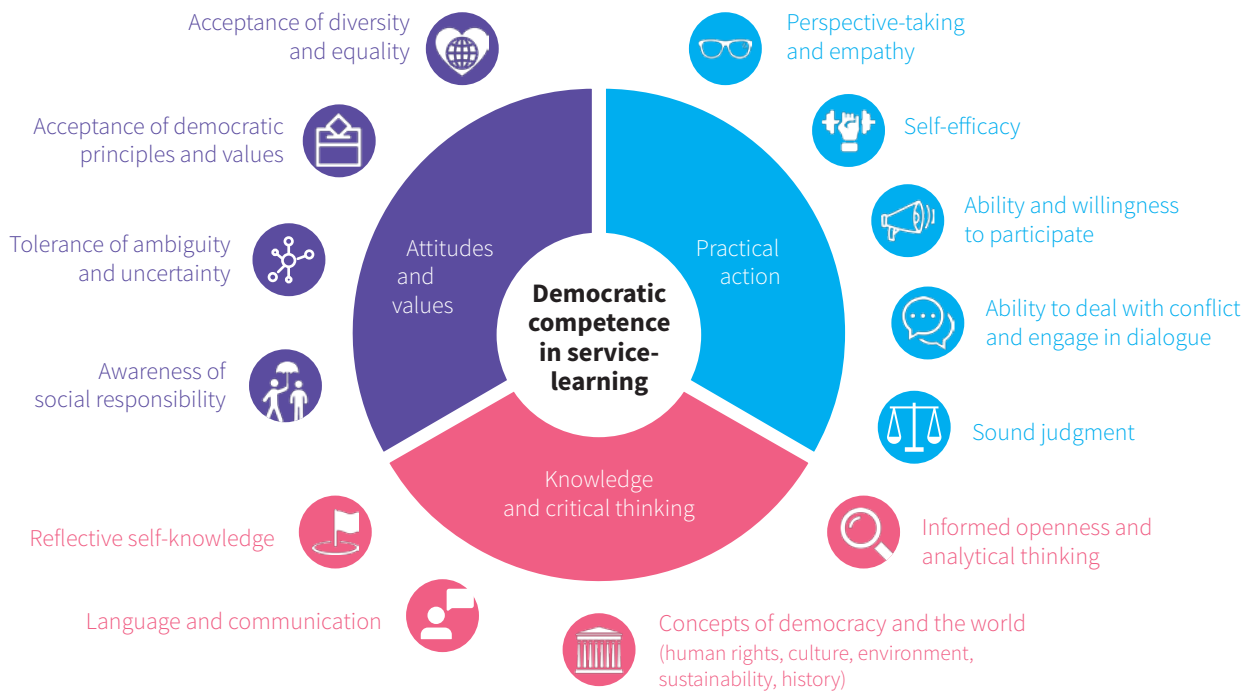 Acceptance of diversity
and equality
Acceptance of democratic
principles and values
Tolerance of ambiguity
and uncertainty
Awareness of
social responsibility
Attitudes
and
values
Democratic
competence
in service-
learning
Practical
action
Perspective-taking
and empathy
Self-efficacy
Ability and willingness
to participate
Ability to deal with conflict
and engage in dialogue
Sound judgment
Knowledge
and critical thinking
Reflective self-knowledge
Language and communication
Concepts of democracy and the world
(human rights, culture, environment,
sustainability, history)
Informed openness and
analytical thinking